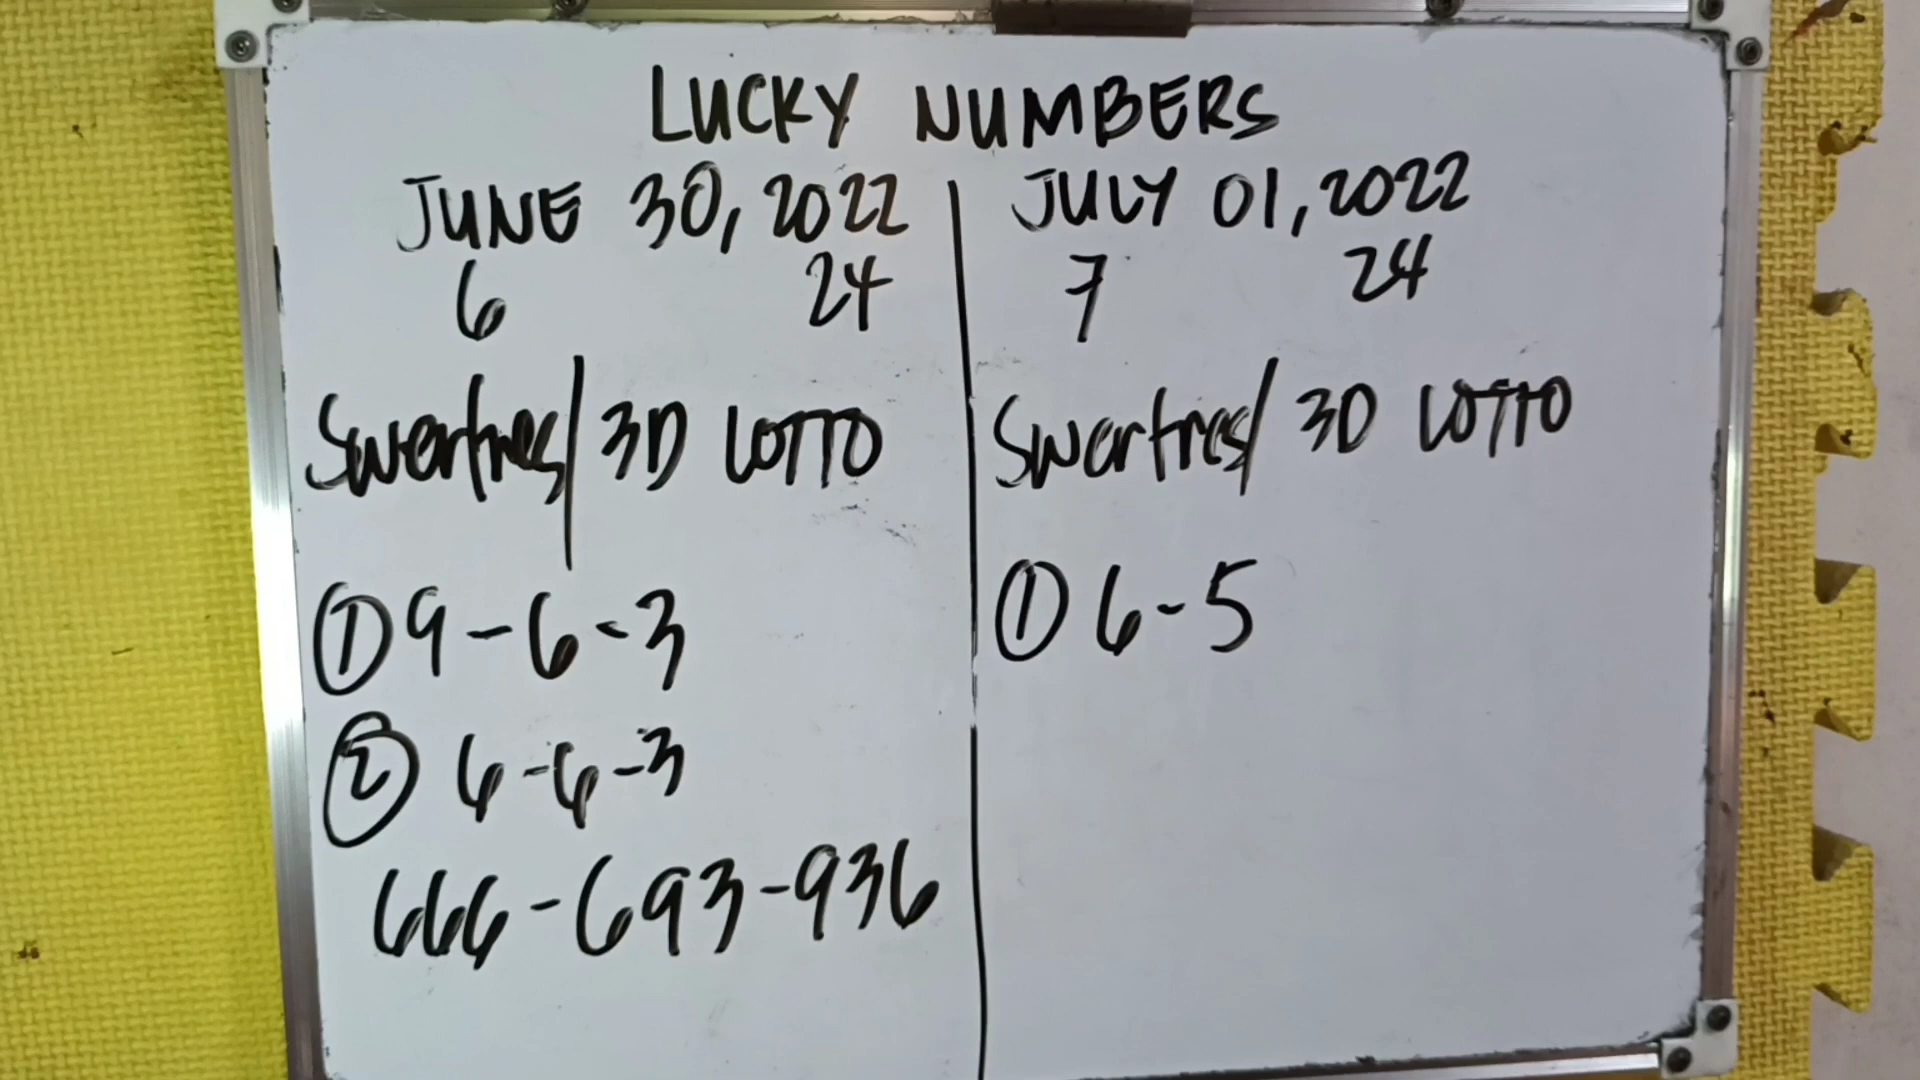 LUCKY NUMBERS
JUNE 30, 2022
6 24
Swertres/ 3D LOTTO
① 9-6-3
② 6-6-3
666-693-936
JULY 01, 2022
7 24
Swertres/ 3D LOTTO
① 6-5